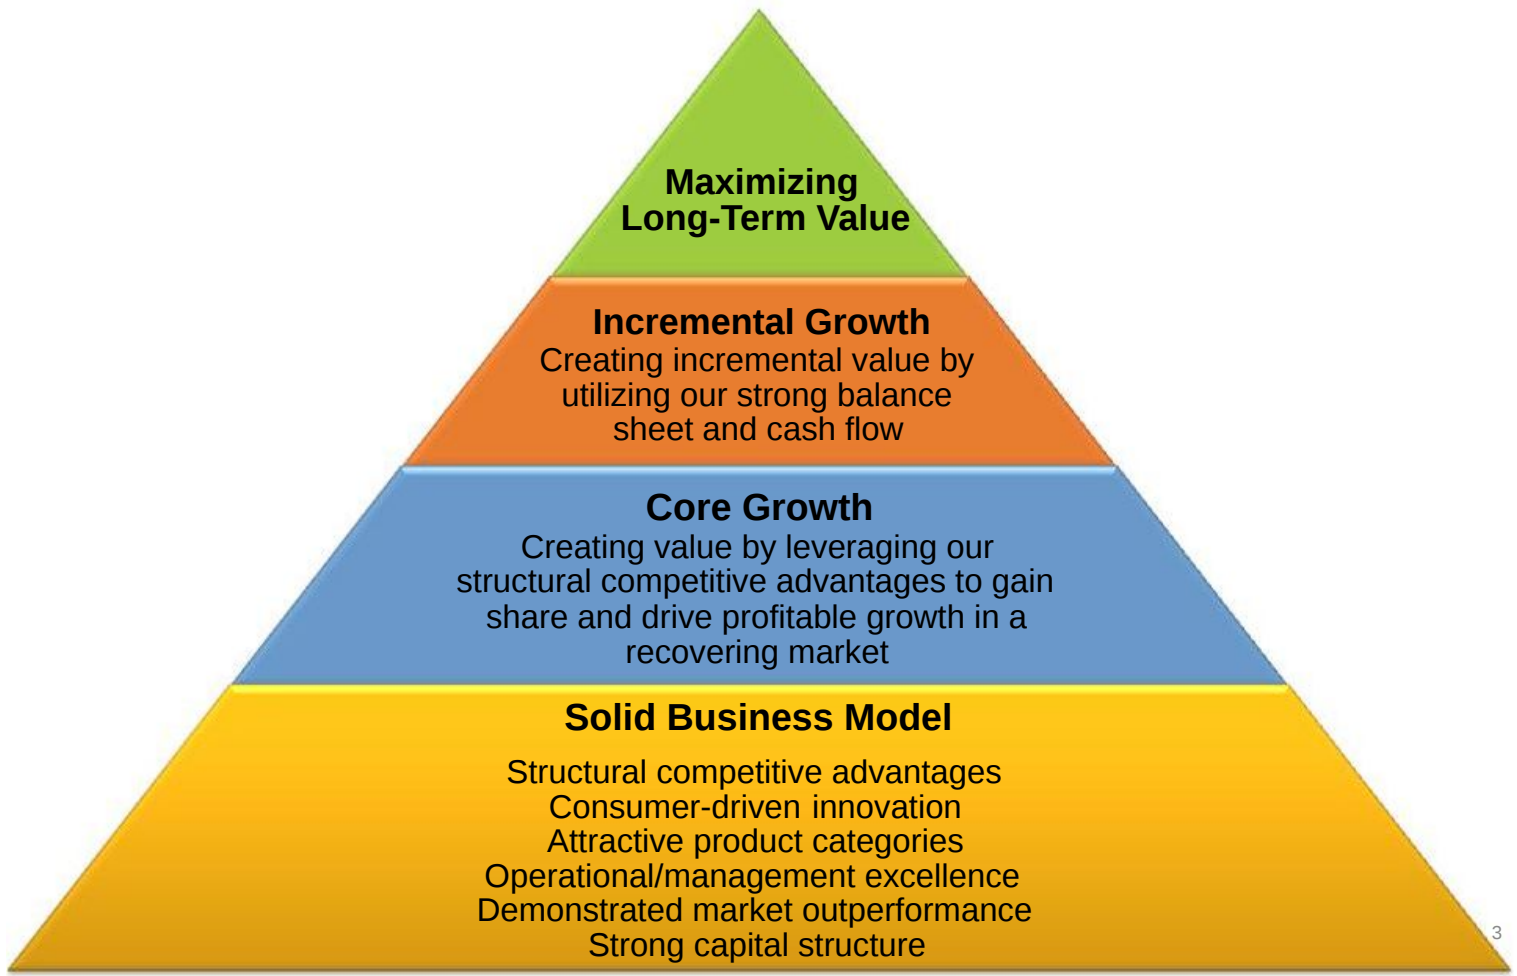 Maximizing
Long-Term Value
Incremental Growth
Creating incremental value by
utilizing our strong balance
sheet and cash flow
Core Growth
Creating value by leveraging our
structural competitive advantages to gain
share and drive profitable growth in a
recovering market
Solid Business Model
Structural competitive advantages
Consumer-driven innovation
Attractive product categories
Operational/management excellence
Demonstrated market outperformance
Strong capital structure
3